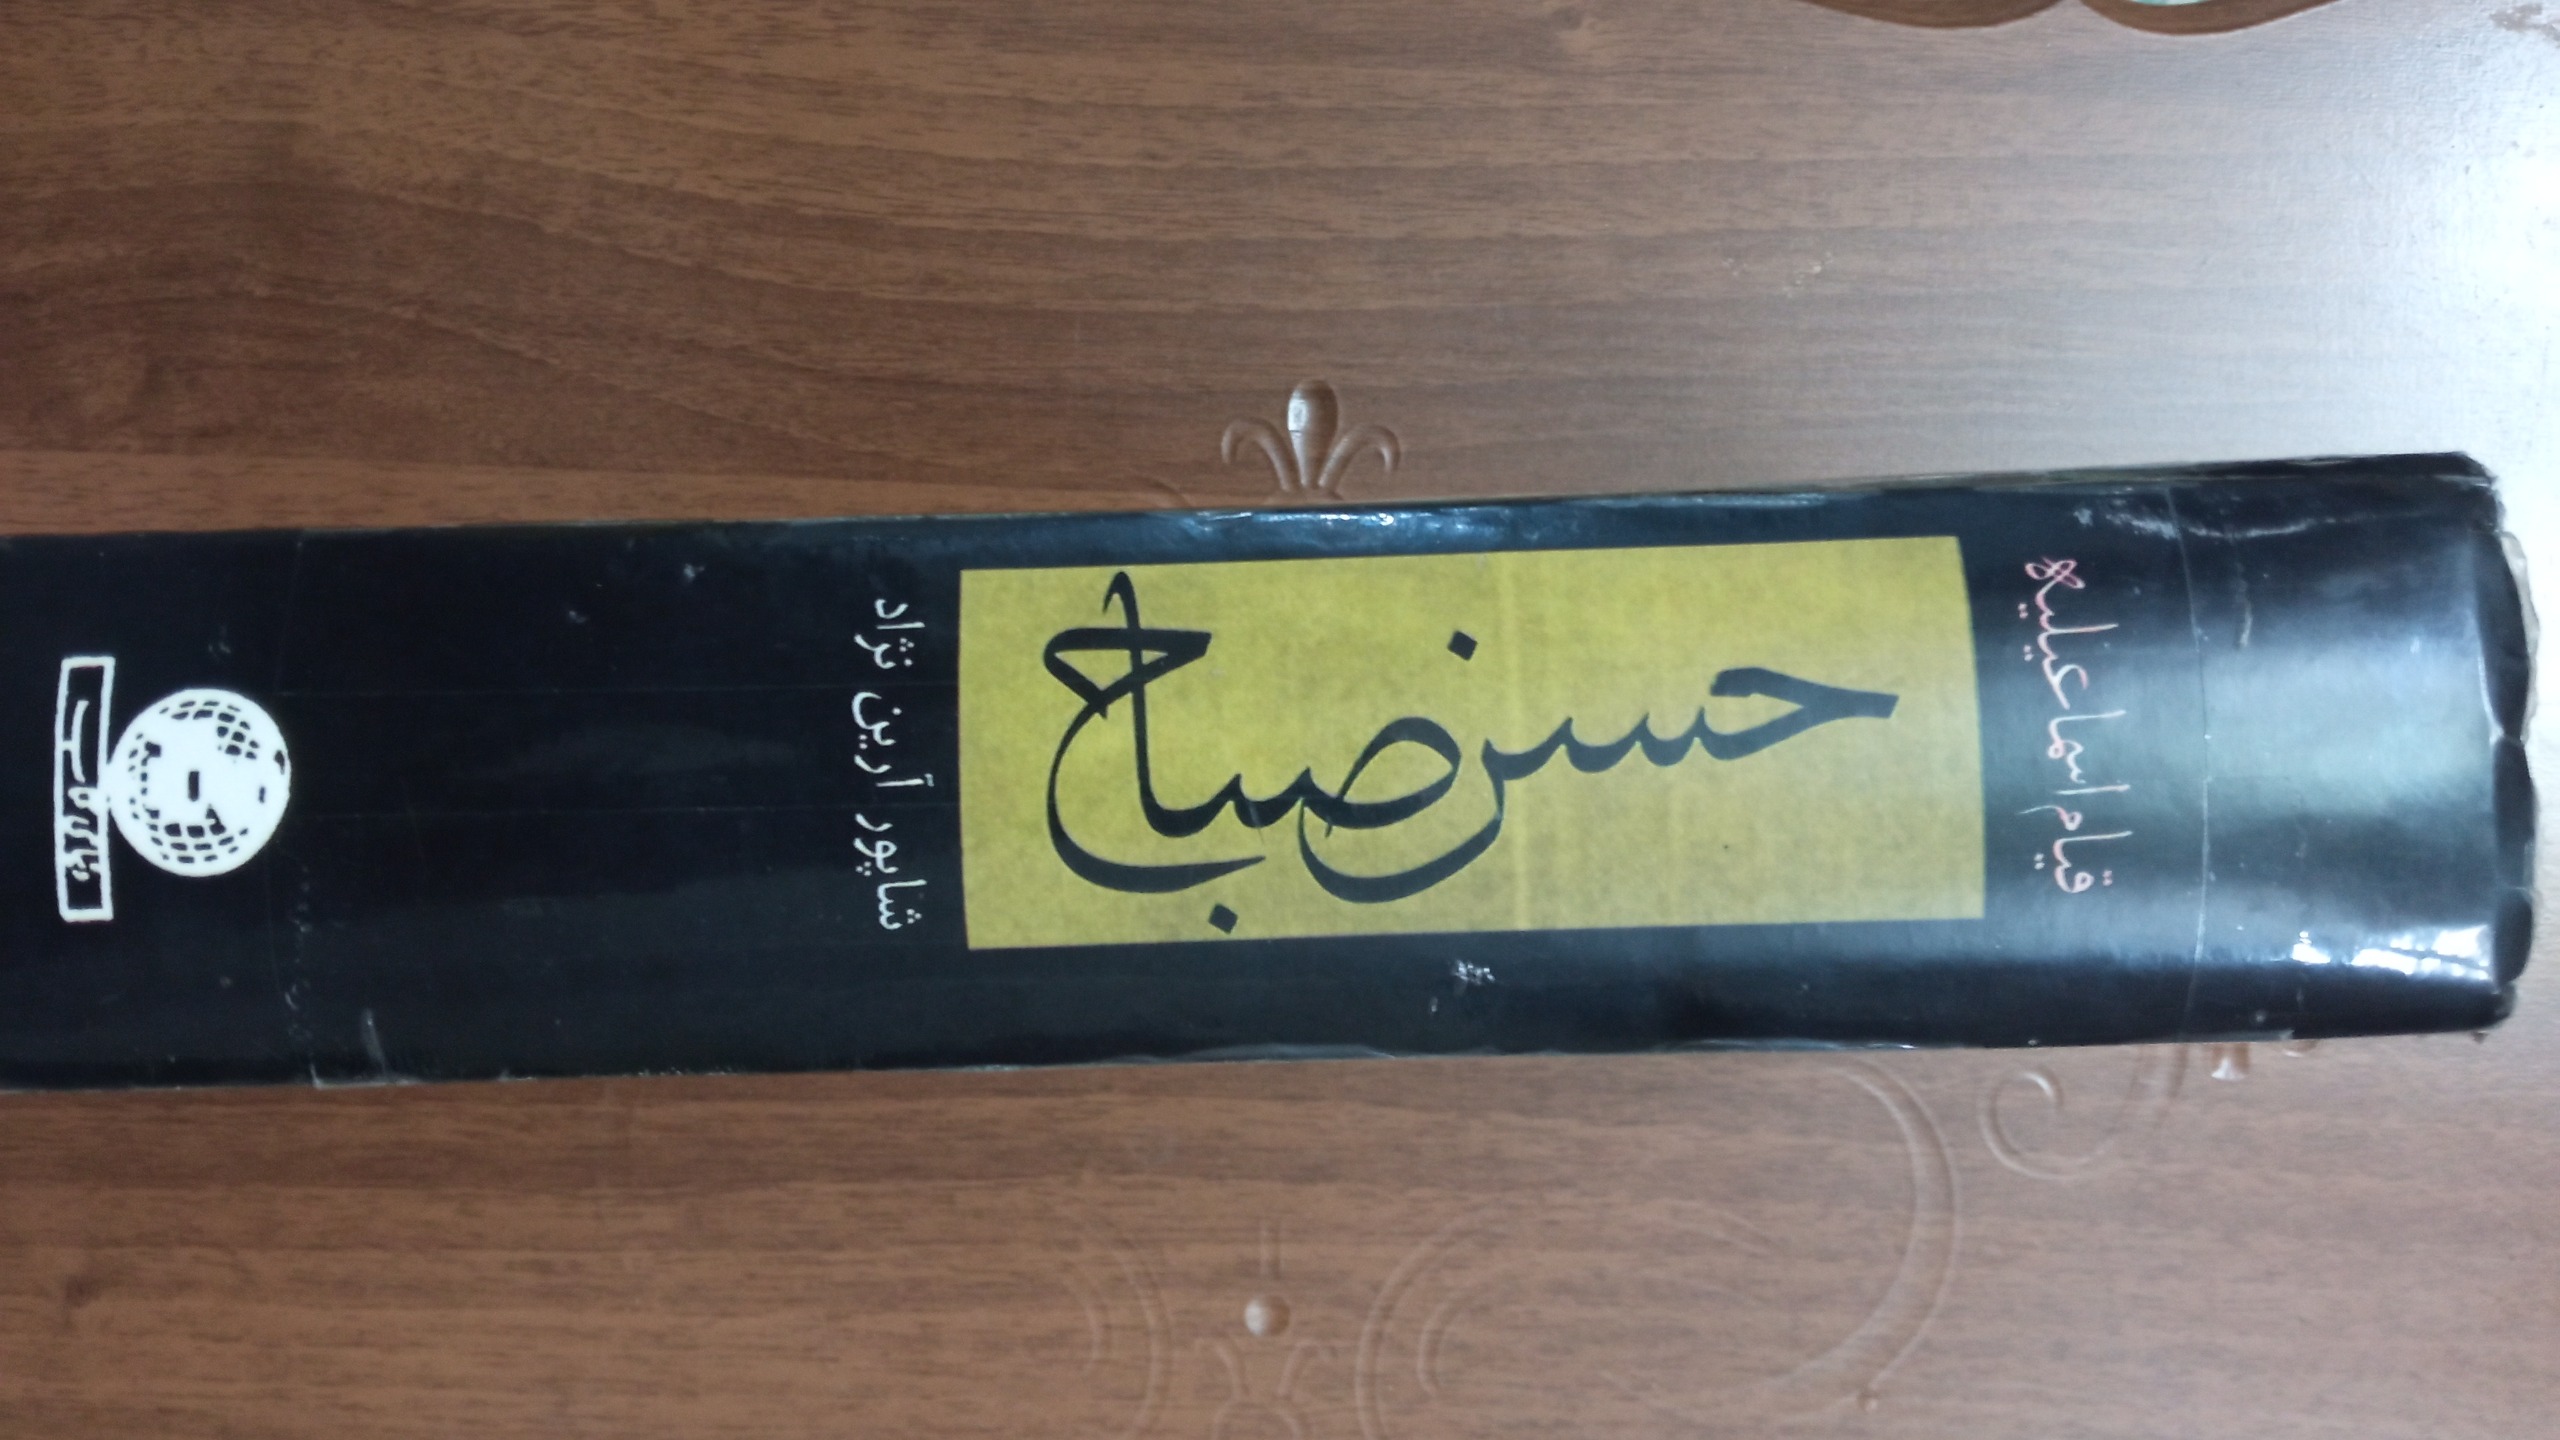 قیام اسماعیلیه
حسن صباح
شاپور آرین نژاد